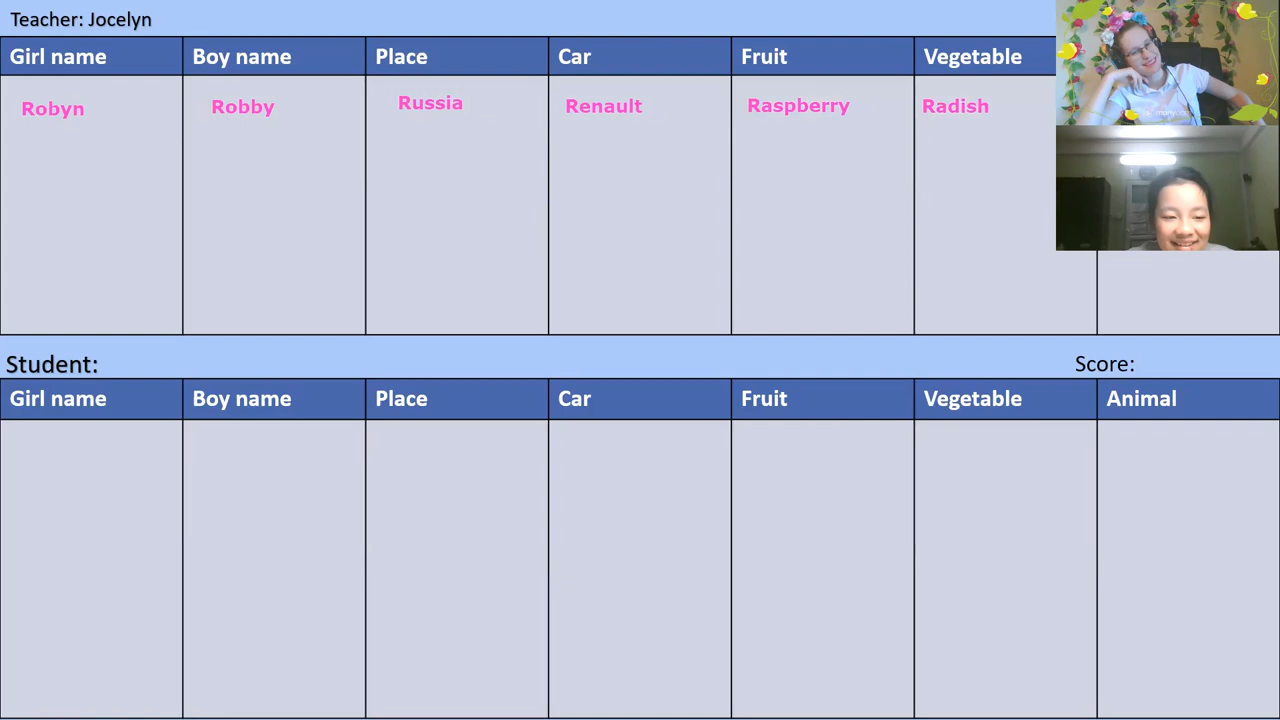 Teacher: Jocelyn
Girl name Boy name Place Car Fruit Vegetable
Robyn Robby Russia Renault Raspberry Radish
Student: Score:
Girl name Boy name Place Car Fruit Vegetable Animal